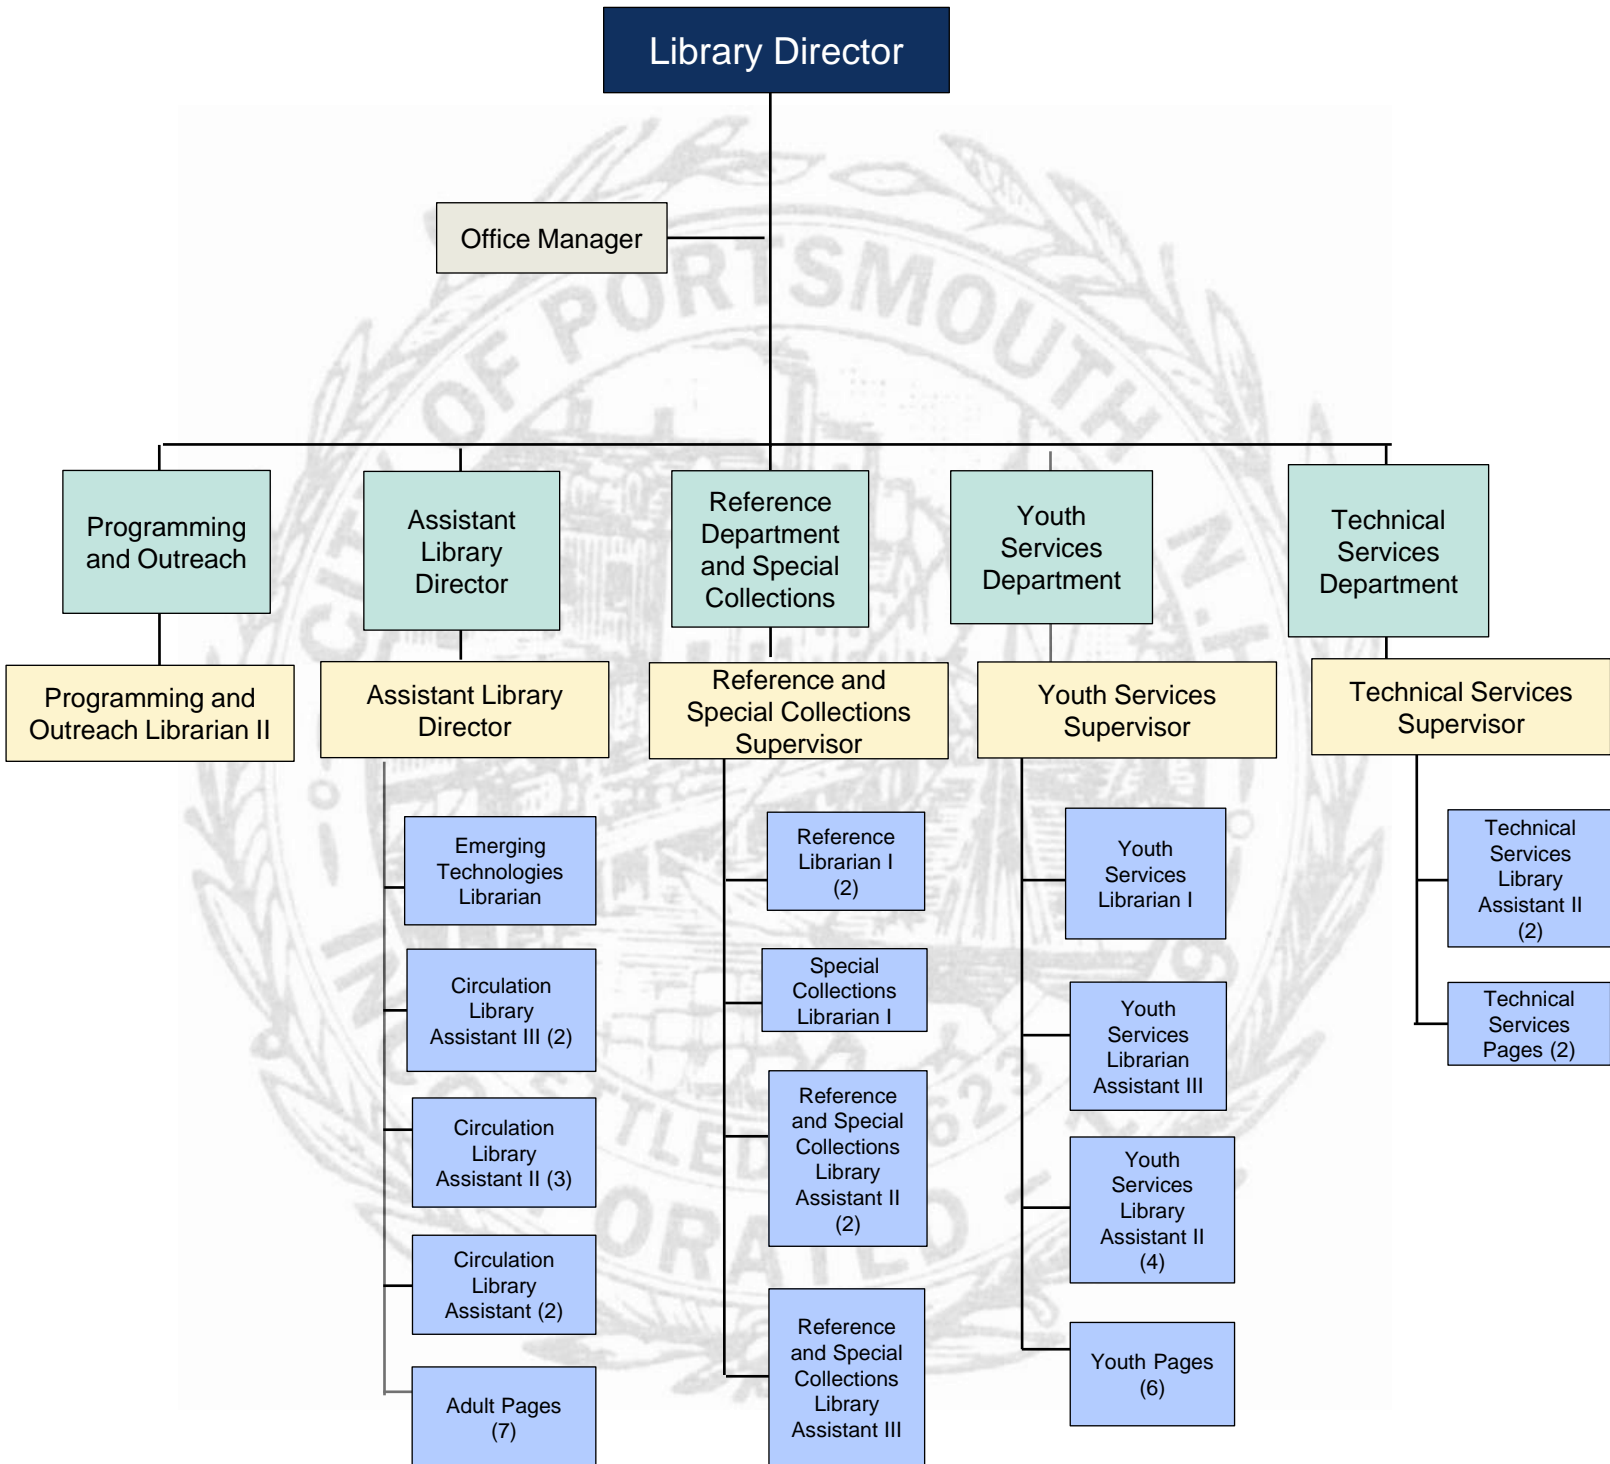 Library Director
Office Manager
CITY OF PORTSMOUTH N.H.
Programming
and Outreach
Assistant
Library
Director
Reference
Department
and Special
Collections
Youth
Services
Department
Technical
Services
Department
Programming and
Outreach Librarian II
Assistant Library
Director
Reference and
Special Collections
Supervisor
Youth Services
Supervisor
Technical Services
Supervisor
Emerging
Technologies
Librarian
Circulation
Library
Assistant III (2)
Circulation
Library
Assistant II (3)
Circulation
Library
Assistant (2)
Adult Pages
(7)
Reference
Librarian I
(2)
Special
Collections
Librarian I
Reference
and Special
Collections
Library
Assistant II
(2)
Reference
and Special
Collections
Library
Assistant III
Youth
Services
Librarian I
Youth
Services
Librarian
Assistant III
Youth
Services
Library
Assistant II
(4)
Youth Pages
(6)
Technical
Services
Library
Assistant II
(2)
Technical
Services
Pages (2)